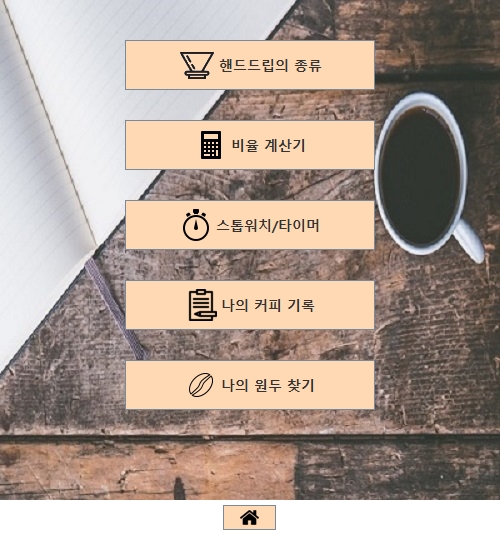 핸드드립의 종류
비율 계산기
스톱워치/타이머
나의 커피 기록
나의 원두 찾기